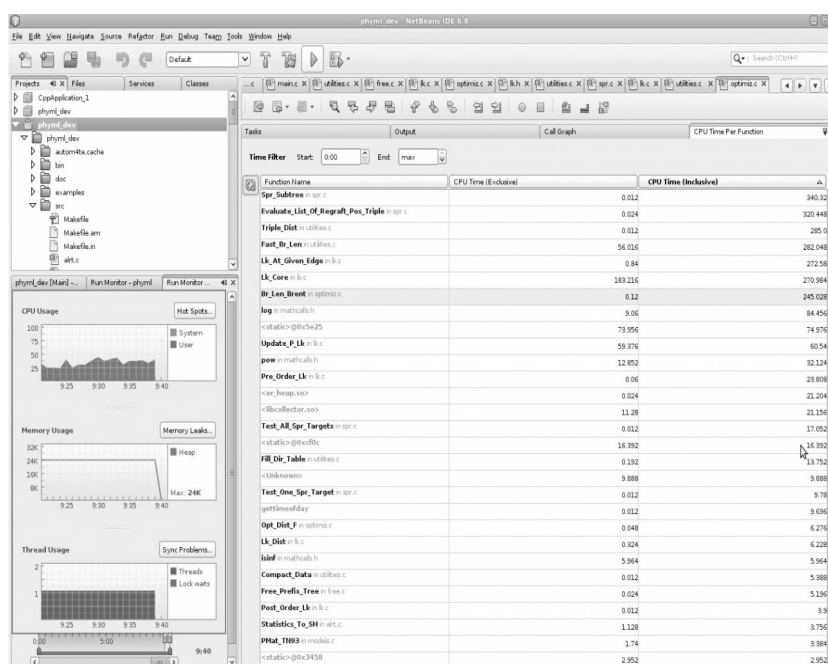 phyml_dev - NetBeans IDE 6.8
File Edit View Navigate Source Refactor Run Debug Team Tools Window Help
Default
Search (Ctrl+I)
Projects Files Services Classes
...c main.c utilities.c free.c lk.c optimiz.c lk.h utilities.c spr.c lk.c utilities.c optimiz.c
CppApplication_1
phyml_dev
phyml_dev
phyml_dev
autom4te.cache
bin
doc
examples
src
Makefile
Makefile.am
Makefile.in
alrt.c
Tasks Output Call Graph CPU Time Per Function
Time Filter Start: 0:00 End: max
Function Name CPU Time (Exclusive) CPU Time (Inclusive)
Spr_Subtree in spr.c 0.012 340.32
Evaluate_List_Of_Regraft_Pos_Triple in spr.c 0.024 320.448
Triple_Dist in utilities.c 0.012 285.0
Fast_Br_Len in utilities.c 56.016 282.048
Lk_At_Given_Edge in lk.c 0.84 272.58
Lk_Core in lk.c 183.216 270.984
Br_Len_Brent in optimiz.c 0.12 245.028
log in mathcalls.h 9.06 84.456
<static>@0x5e25 73.956 74.976
Update_P_Lk in lk.c 59.376 60.54
pow in mathcalls.h 12.852 32.124
Pre_Order_Lk in lk.c 0.06 23.808
<er_heap.so> 0.024 21.204
<libcollector.so> 11.28 21.156
Test_All_Spr_Targets in spr.c 0.012 17.052
<static>@0xcf0c 16.392 16.392
Fill_Dir_Table in utilities.c 0.192 13.752
<Unknown> 9.888 9.888
Test_One_Spr_Target in spr.c 0.012 9.78
gettimeofday 0.012 9.696
Opt_Dist_F in optimiz.c 0.048 6.276
Lk_Dist in lk.c 0.324 6.228
isinf in mathcalls.h 5.964 5.964
Compact_Data in utilities.c 0.012 5.388
Free_Prefix_Tree in free.c 0.024 5.196
Post_Order_Lk in lk.c 0.012 3.9
Statistics_To_SH in alrt.c 1.128 3.756
PMat_TN93 in models.c 1.74 3.384
<static>@0x3458 2.952 2.952
phyml_dev [Main] -... Run Monitor - phyml Run Monitor ...
CPU Usage Hot Spots...
100
75
50
25
System
User
9:25 9:30 9:35 9:40
Memory Usage Memory Leaks...
32K
24K
16K
8K
Heap
Max: 24K
9:25 9:30 9:35 9:40
Thread Usage Sync Problems...
2
1
Threads
Lock waits
9:25 9:30 9:35 9:40
0:00 5:00
9:40